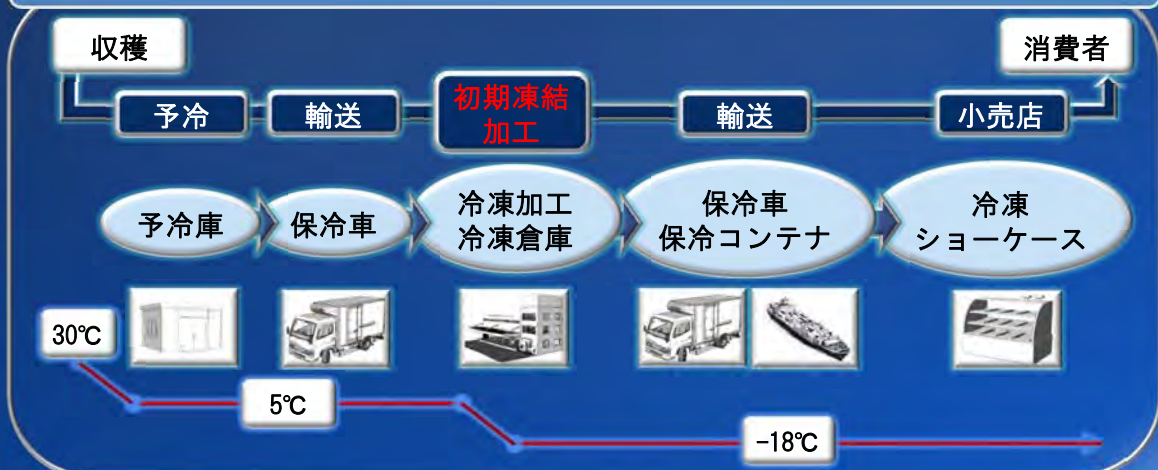 収穫
消費者
予冷
輸送
初期凍結
加工
輸送
小売店
予冷庫
保冷車
冷凍加工
冷凍倉庫
保冷車
保冷コンテナ
冷凍
ショーケース
30℃
5℃
-18℃